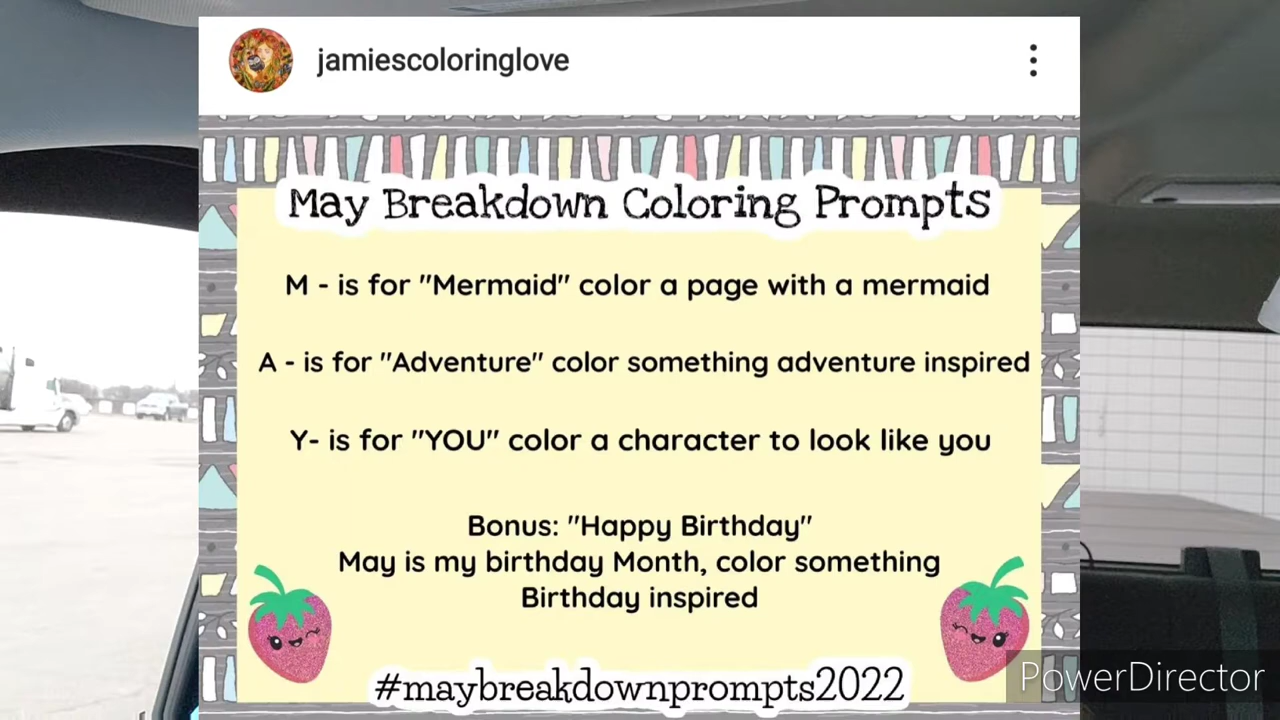 jamiescoloringlove
May Breakdown Coloring Prompts
M - is for "Mermaid" color a page with a mermaid
A - is for "Adventure" color something adventure inspired
Y- is for "YOU" color a character to look like you
Bonus: "Happy Birthday"
May is my birthday Month, color something
Birthday inspired
#maybreakdownprompts2022
PowerDirector